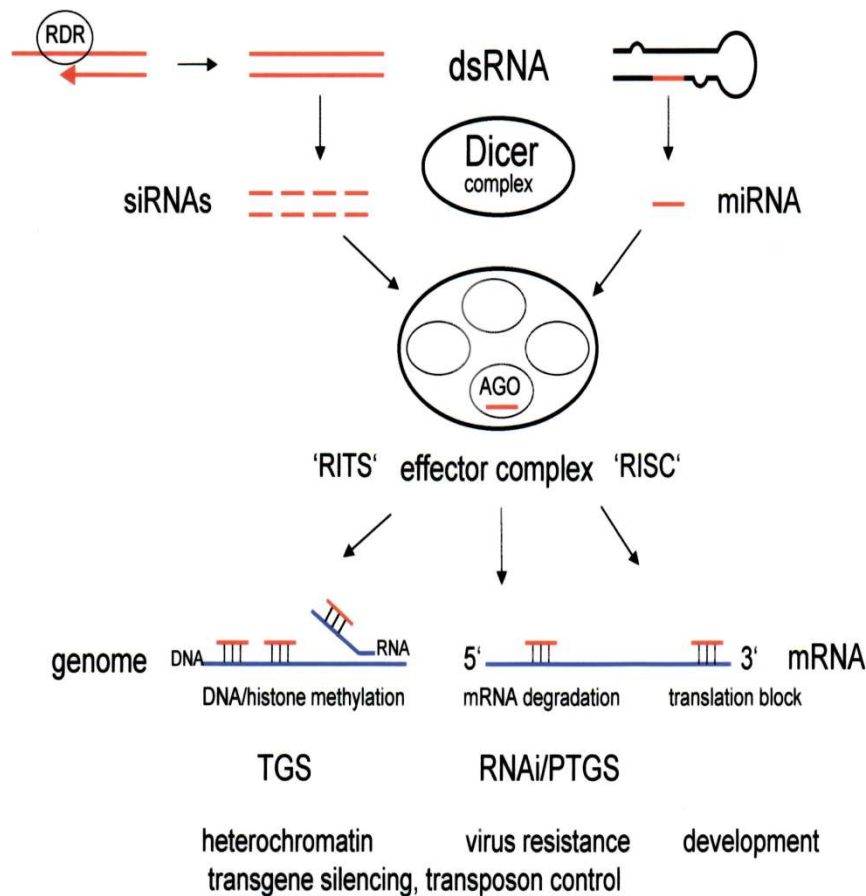 RDR
dsRNA
Dicer
complex
siRNAs
miRNA
AGO
‘RITS‘ effector complex ‘RISC‘
genome DNA RNA 5‘ 3‘ mRNA
DNA/histone methylation mRNA degradation translation block
TGS RNAi/PTGS
heterochromatin virus resistance development
transgene silencing, transposon control